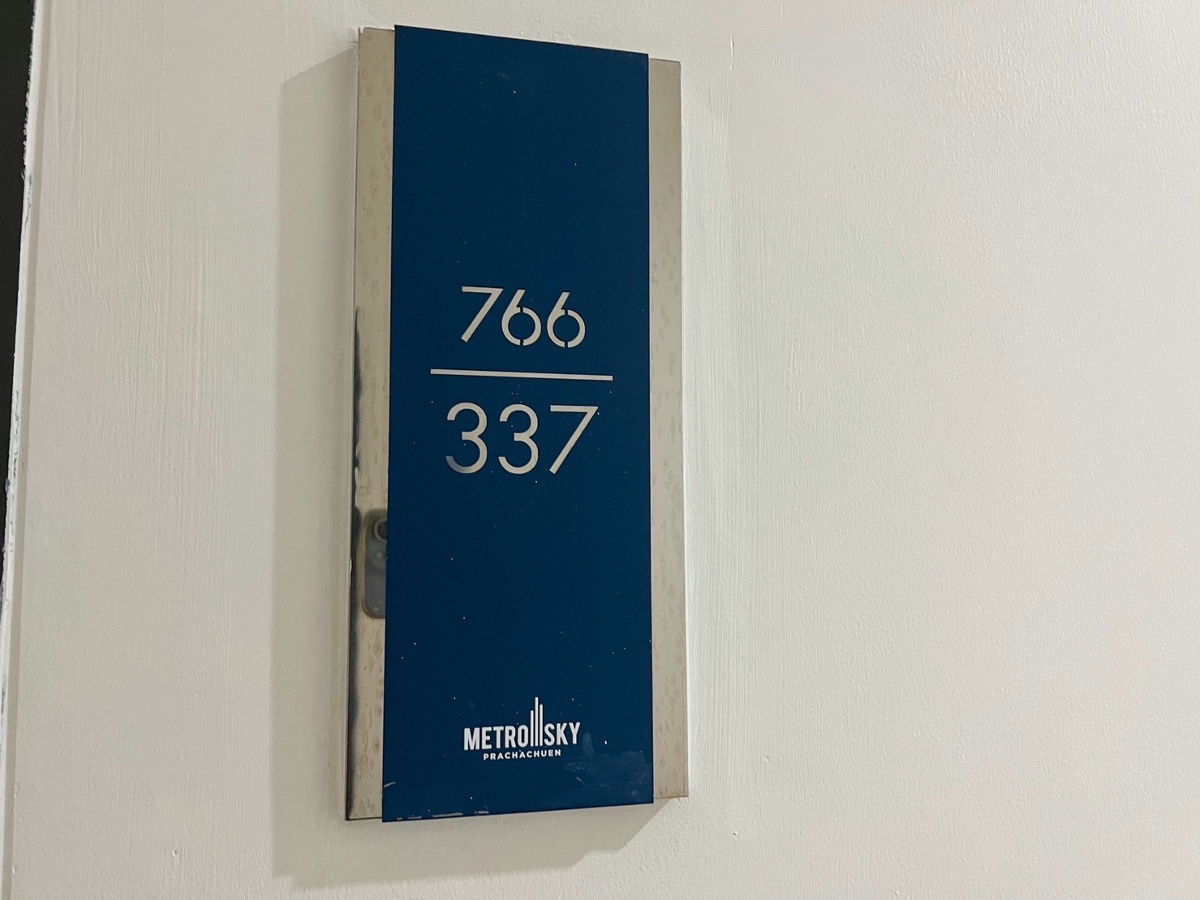 766
337
METRO SKY
PRACHACHUEN